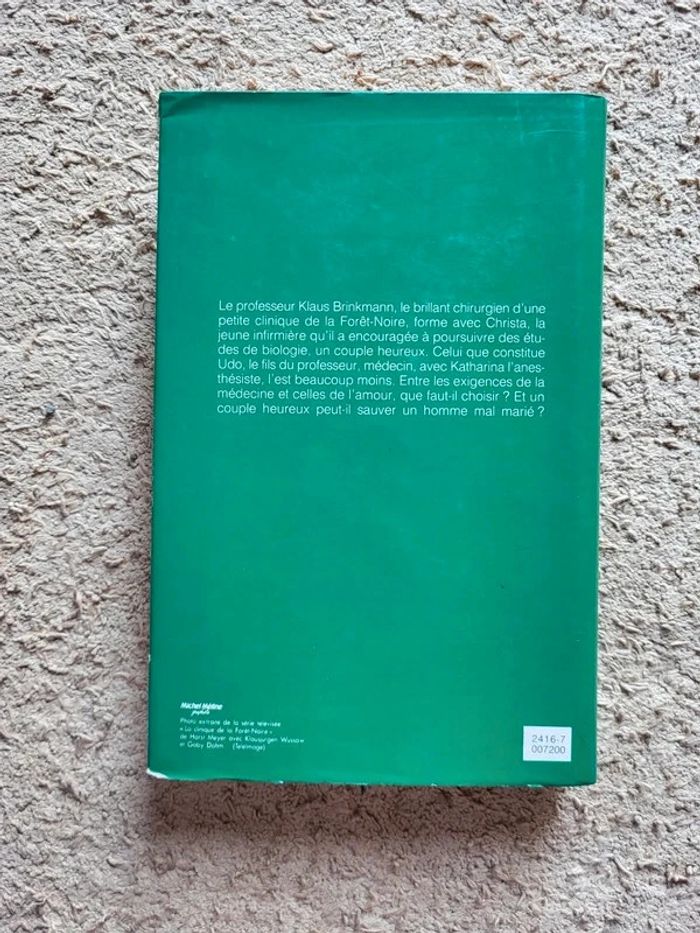 Le professeur Klaus Brinkmann, le brillant chirurgien d'une
petite clinique de la Forêt-Noire, forme avec Christa, la
jeune infirmière qu'il a encouragée à poursuivre des étu-
des de biologie, un couple heureux. Celui que constitue
Udo, le fils du professeur, médecin, avec Katharina l'anes-
thésiste, l'est beaucoup moins. Entre les exigences de la
médecine et celles de l'amour, que faut-il choisir ? Et un
couple heureux peut-il sauver un homme mal marié ?
Michel Méline
Photo extraite de la série télévisée
« La clinique de la Forêt-Noire »
de Horst Meyer avec Klausjürgen Wussow
et Gaby Dohm. (Teleimage)
2416-7
007200